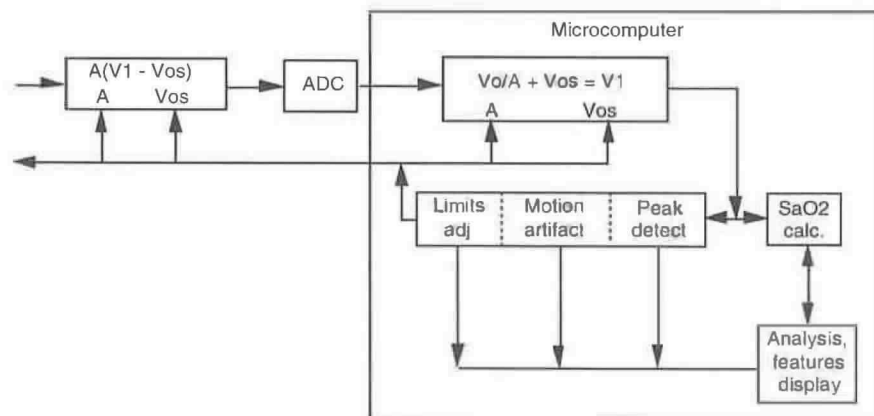 Microcomputer
A(V1 - Vos)
A Vos
ADC
Vo/A + Vos = V1
A Vos
Limits
adj
Motion
artifact
Peak
detect
SaO2
calc.
Analysis,
features
display